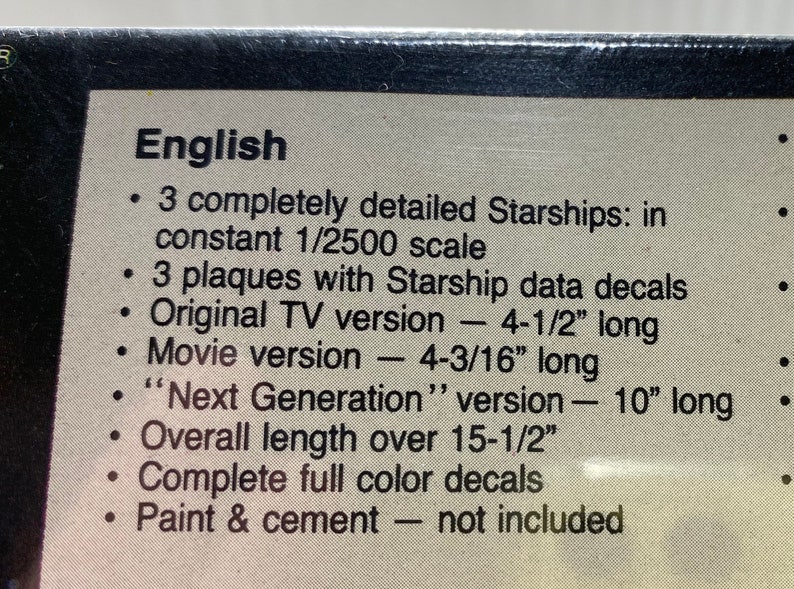 ®
English
• 3 completely detailed Starships: in
constant 1/2500 scale
• 3 plaques with Starship data decals
• Original TV version — 4-1/2” long
• Movie version — 4-3/16” long
• ‘‘Next Generation’’ version — 10” long
• Overall length over 15-1/2”
• Complete full color decals
• Paint & cement — not included